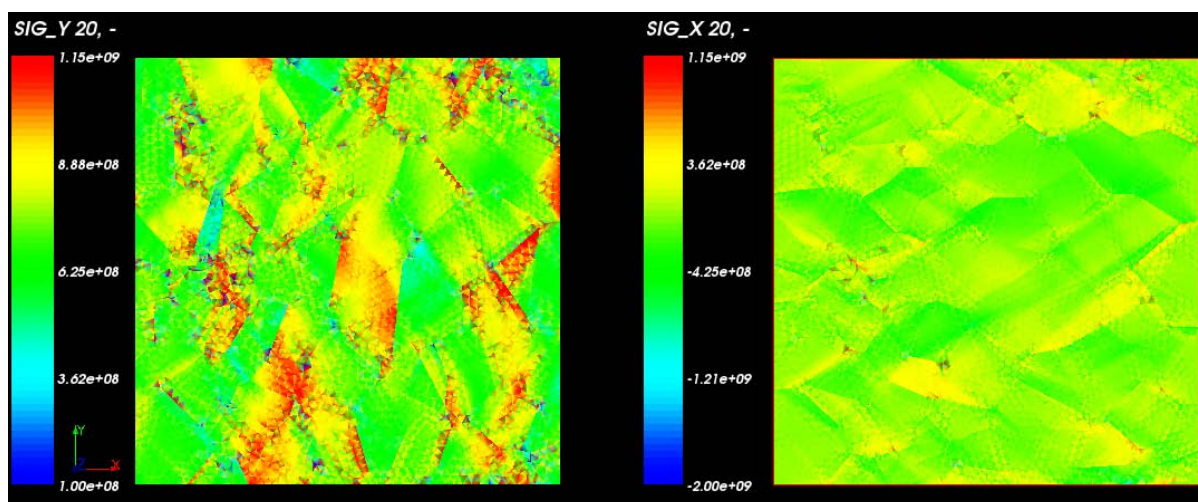 SIG_Y 20, -
1.15e+09
8.88e+08
6.25e+08
3.62e+08
1.00e+08
Y
Z
X
SIG_X 20, -
1.15e+09
3.62e+08
-4.25e+08
-1.21e+09
-2.00e+09